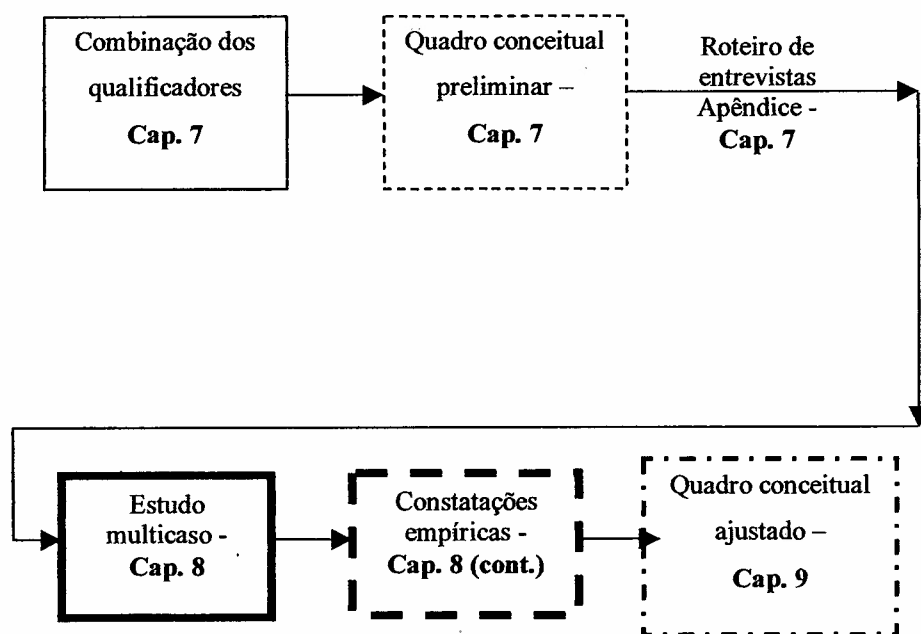 Combinação dos
qualificadores
Cap. 7
Quadro conceitual
preliminar –
Cap. 7
Roteiro de
entrevistas
Apêndice -
Cap. 7
Estudo
multicaso -
Cap. 8
Constatações
empíricas -
Cap. 8 (cont.)
Quadro conceitual
ajustado –
Cap. 9